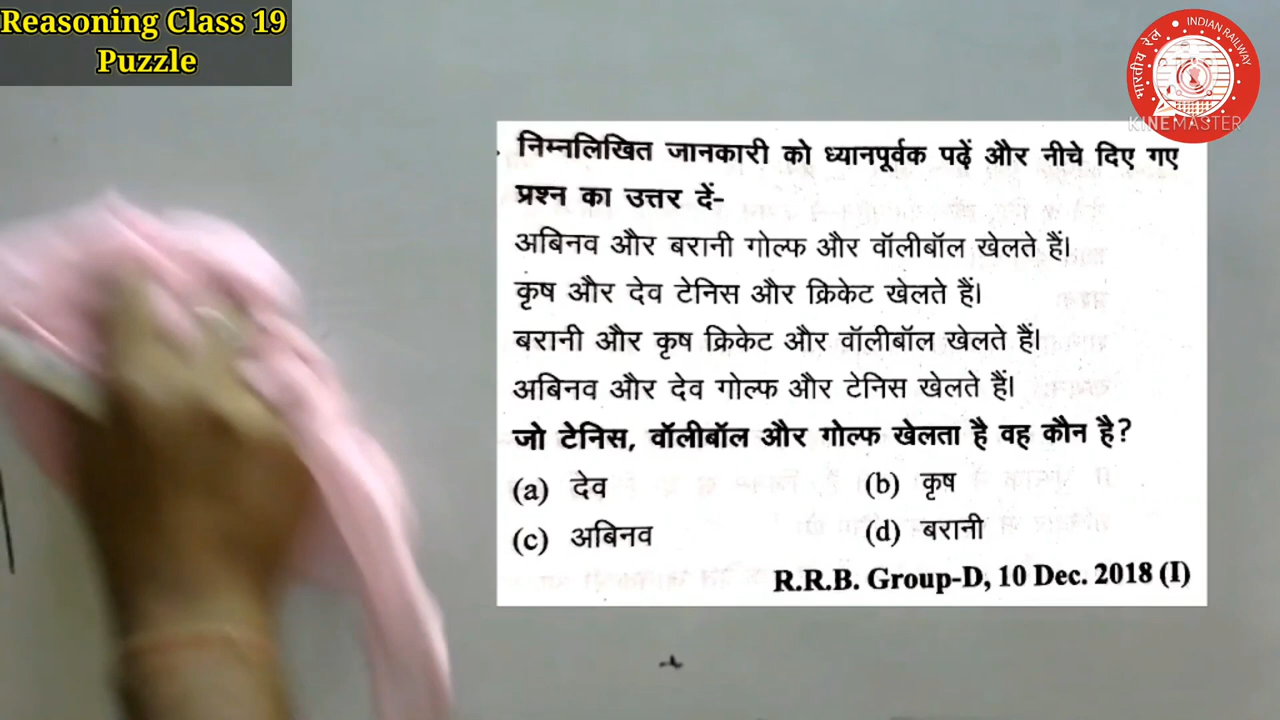 Reasoning Class 19
Puzzle
भारतीय रेल
INDIAN RAILWAY
KINEMASTER
निम्नलिखित जानकारी को ध्यानपूर्वक पढ़ें और नीचे दिए गए
प्रश्न का उत्तर दें-
अबिनव और बरानी गोल्फ और वॉलीबॉल खेलते हैं।
कृष और देव टेनिस और क्रिकेट खेलते हैं।
बरानी और कृष क्रिकेट और वॉलीबॉल खेलते हैं।
अबिनव और देव गोल्फ और टेनिस खेलते हैं।
जो टेनिस, वॉलीबॉल और गोल्फ खेलता है वह कौन है?
(a) देव (b) कृष
(c) अबिनव (d) बरानी
R.R.B. Group-D, 10 Dec. 2018 (I)